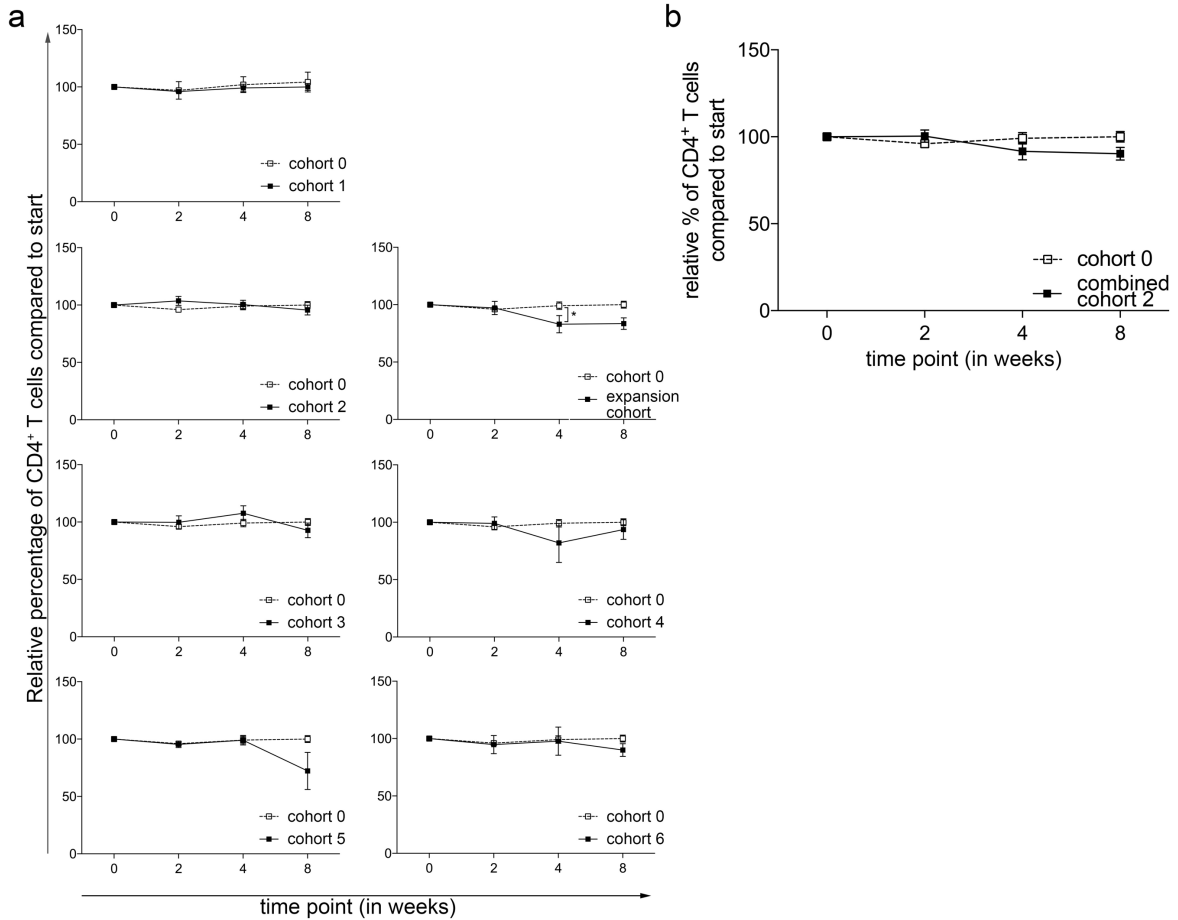 a
Relative percentage of CD4⁺ T cells compared to start
150
100
50
0
cohort 0
cohort 1
0 2 4 8
150
100
50
0
cohort 0
cohort 2
0 2 4 8
150
100
50
0
*
cohort 0
expansion
cohort
0 2 4 8
150
100
50
0
cohort 0
cohort 3
0 2 4 8
150
100
50
0
cohort 0
cohort 4
0 2 4 8
150
100
50
0
cohort 0
cohort 5
0 2 4 8
150
100
50
0
cohort 0
cohort 6
0 2 4 8
time point (in weeks)
b
relative % of CD4⁺ T cells
compared to start
150
100
50
0
cohort 0
combined
cohort 2
0 2 4 8
time point (in weeks)